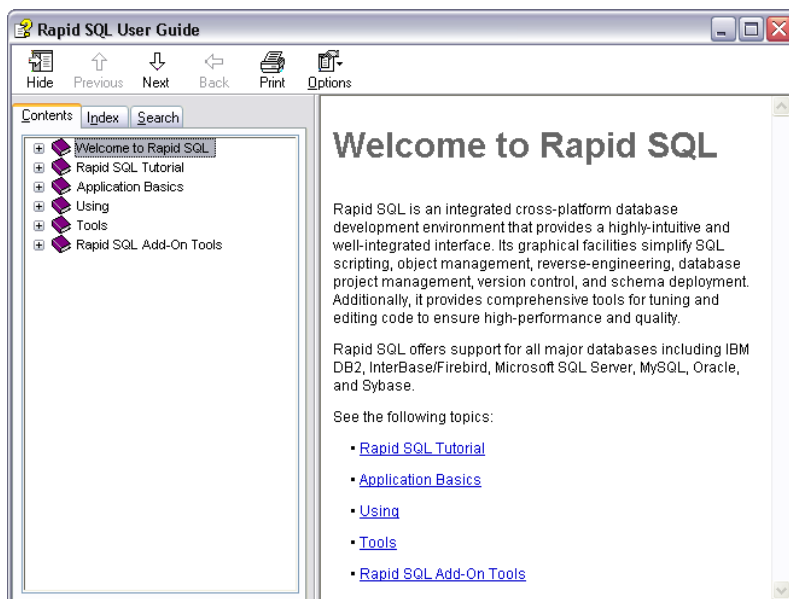 Rapid SQL User Guide
Hide Previous Next Back Print Options
Contents Index Search
Welcome to Rapid SQL
Rapid SQL Tutorial
Application Basics
Using
Tools
Rapid SQL Add-On Tools
Welcome to Rapid SQL
Rapid SQL is an integrated cross-platform database
development environment that provides a highly-intuitive and
well-integrated interface. Its graphical facilities simplify SQL
scripting, object management, reverse-engineering, database
project management, version control, and schema deployment.
Additionally, it provides comprehensive tools for tuning and
editing code to ensure high-performance and quality.
Rapid SQL offers support for all major databases including IBM
DB2, InterBase/Firebird, Microsoft SQL Server, MySQL, Oracle,
and Sybase.
See the following topics:
• Rapid SQL Tutorial
• Application Basics
• Using
• Tools
• Rapid SQL Add-On Tools